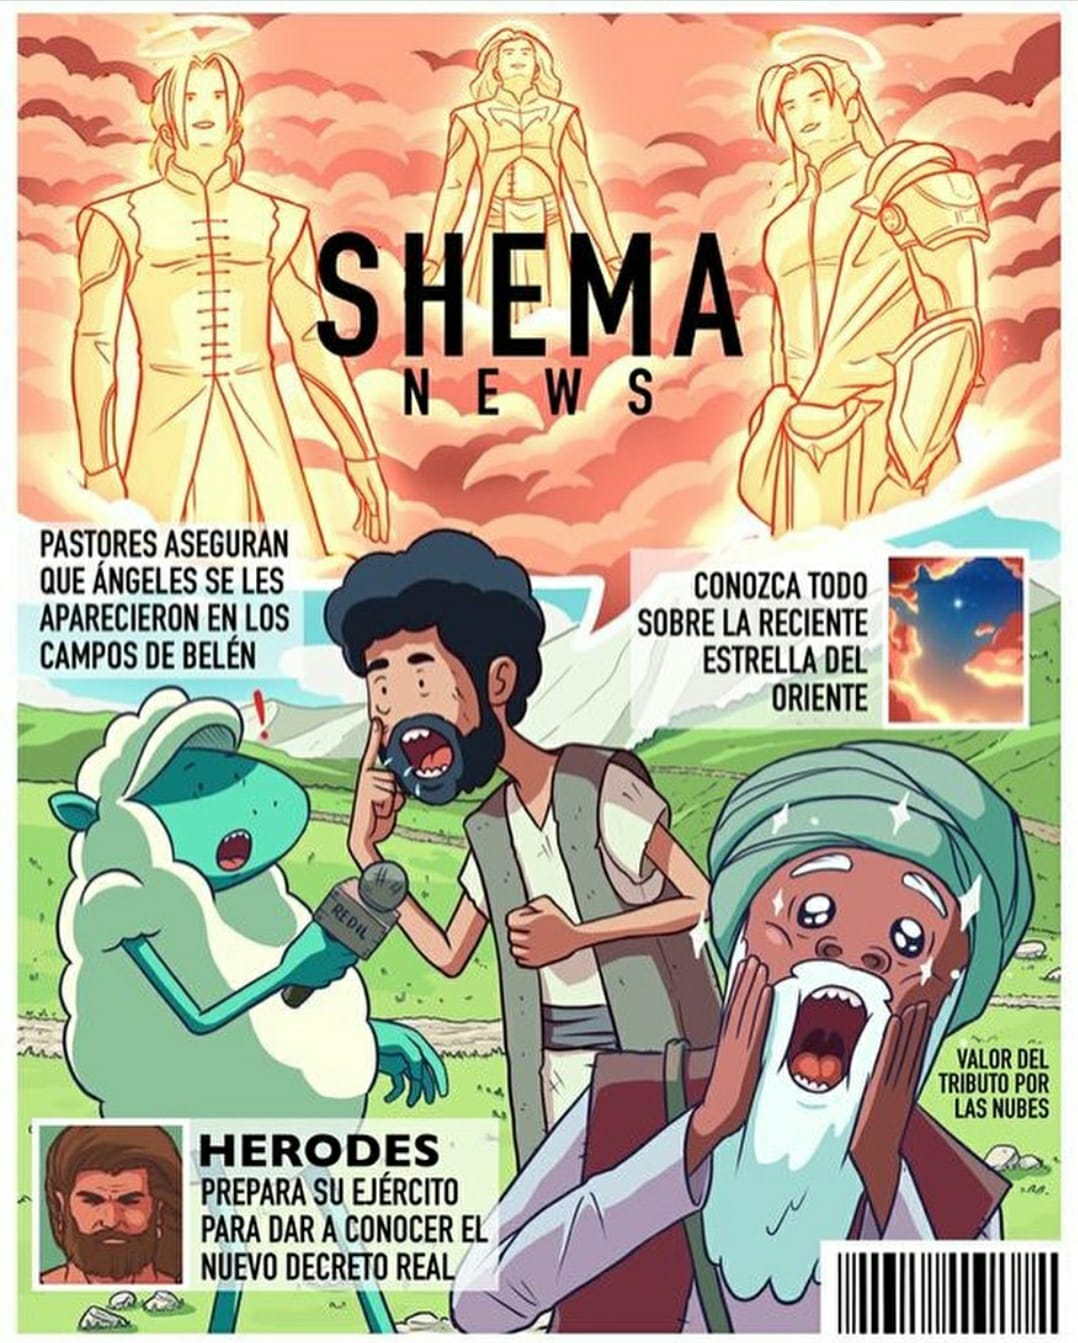 SHEMA
NEWS
PASTORES ASEGURAN
QUE ÁNGELES SE LES
APARECIERON EN LOS
CAMPOS DE BELÉN
CONOZCA TODO
SOBRE LA RECIENTE
ESTRELLA DEL
ORIENTE
!
REDIL
VALOR DEL
TRIBUTO POR
LAS NUBES
HERODES
PREPARA SU EJÉRCITO
PARA DAR A CONOCER EL
NUEVO DECRETO REAL